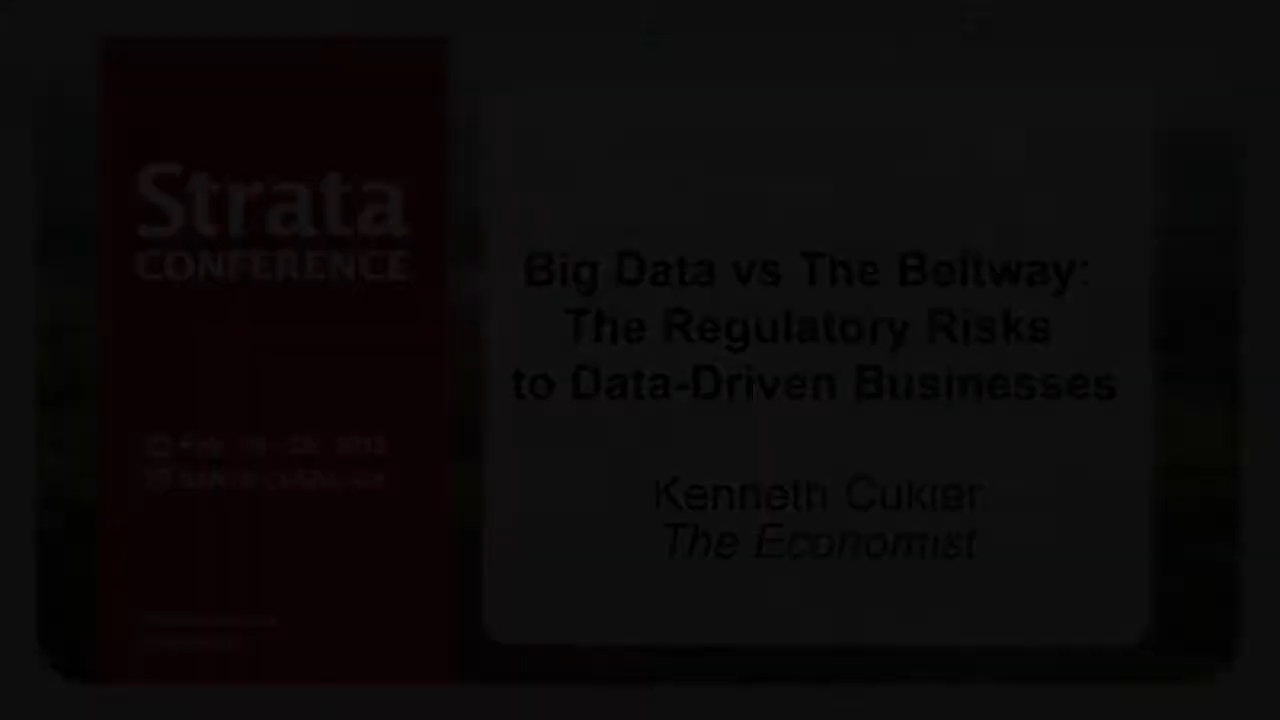 Strata
CONFERENCE
Big Data vs The Beltway:
The Regulatory Risks
to Data-Driven Businesses
Kenneth Cukier
The Economist